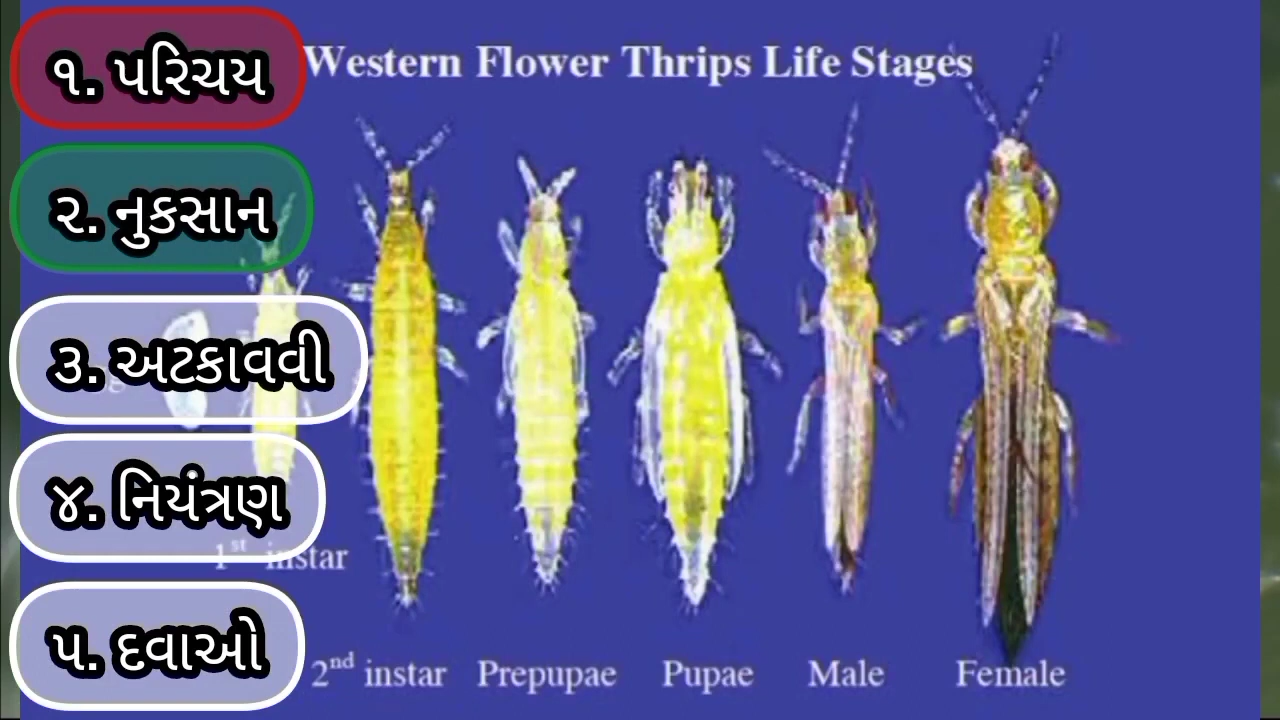 Western Flower Thrips Life Stages
૧. પરિચય
૨. નુકસાન
૩. અટકાવવી
૪. નિયંત્રણ
૫. દવાઓ
1st instar
2nd instar
Prepupae
Pupae
Male
Female